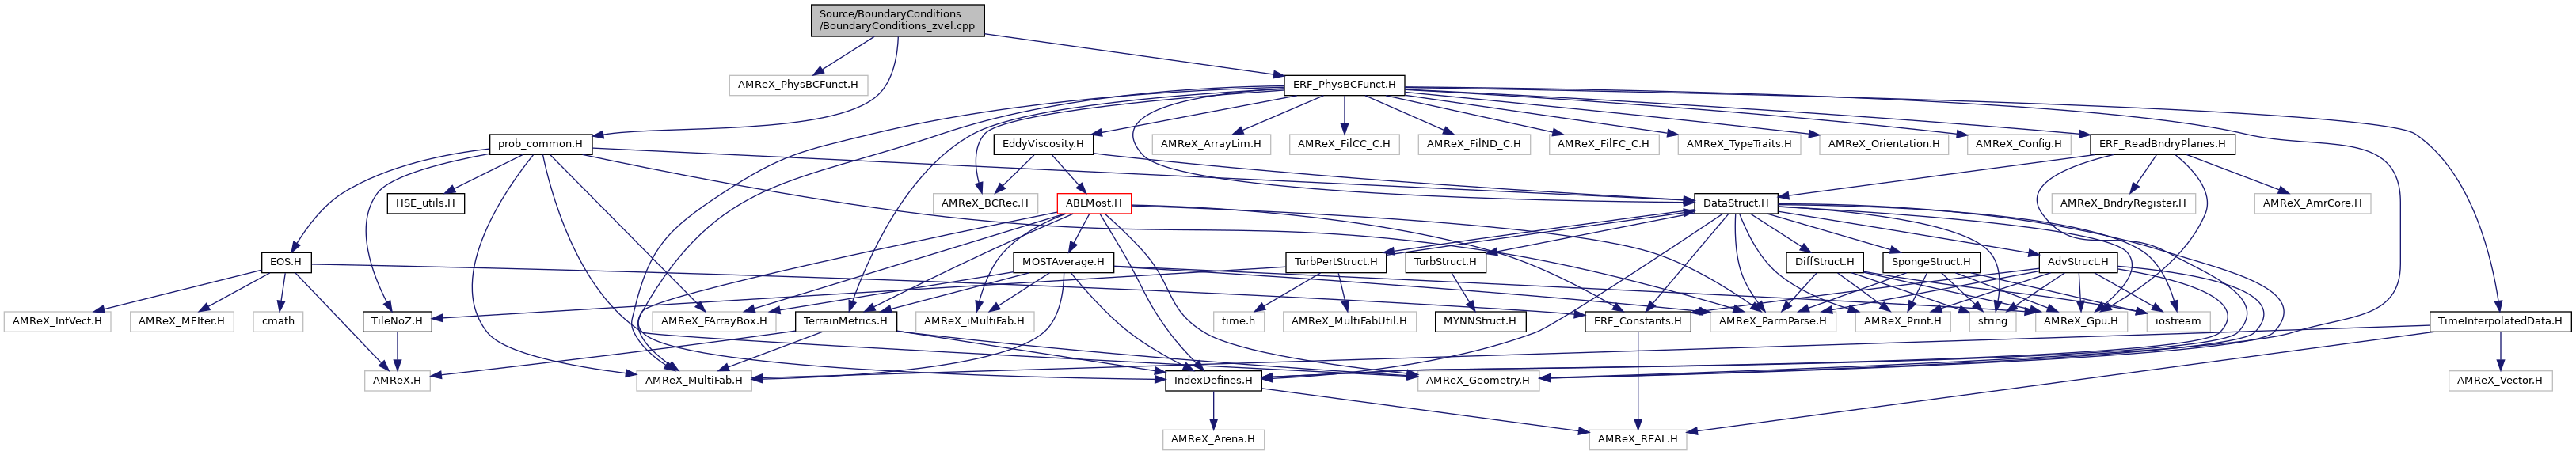 Source/BoundaryConditions
/BoundaryConditions_zvel.cpp
AMReX_PhysBCFunct.H
ERF_PhysBCFunct.H
prob_common.H
EddyViscosity.H
AMReX_ArrayLim.H
AMReX_FilCC_C.H
AMReX_FilND_C.H
AMReX_FilFC_C.H
AMReX_TypeTraits.H
AMReX_Orientation.H
AMReX_Config.H
ERF_ReadBndryPlanes.H
HSE_utils.H
AMReX_BCRec.H
ABLMost.H
DataStruct.H
AMReX_BndryRegister.H
AMReX_AmrCore.H
EOS.H
MOSTAverage.H
TurbPertStruct.H
TurbStruct.H
DiffStruct.H
SpongeStruct.H
AdvStruct.H
AMReX_IntVect.H
AMReX_MFIter.H
cmath
TileNoZ.H
AMReX_FArrayBox.H
TerrainMetrics.H
AMReX_iMultiFab.H
time.h
AMReX_MultiFabUtil.H
MYNNStruct.H
ERF_Constants.H
AMReX_ParmParse.H
AMReX_Print.H
string
AMReX_Gpu.H
iostream
TimeInterpolatedData.H
AMReX.H
AMReX_MultiFab.H
IndexDefines.H
AMReX_Geometry.H
AMReX_Vector.H
AMReX_Arena.H
AMReX_REAL.H